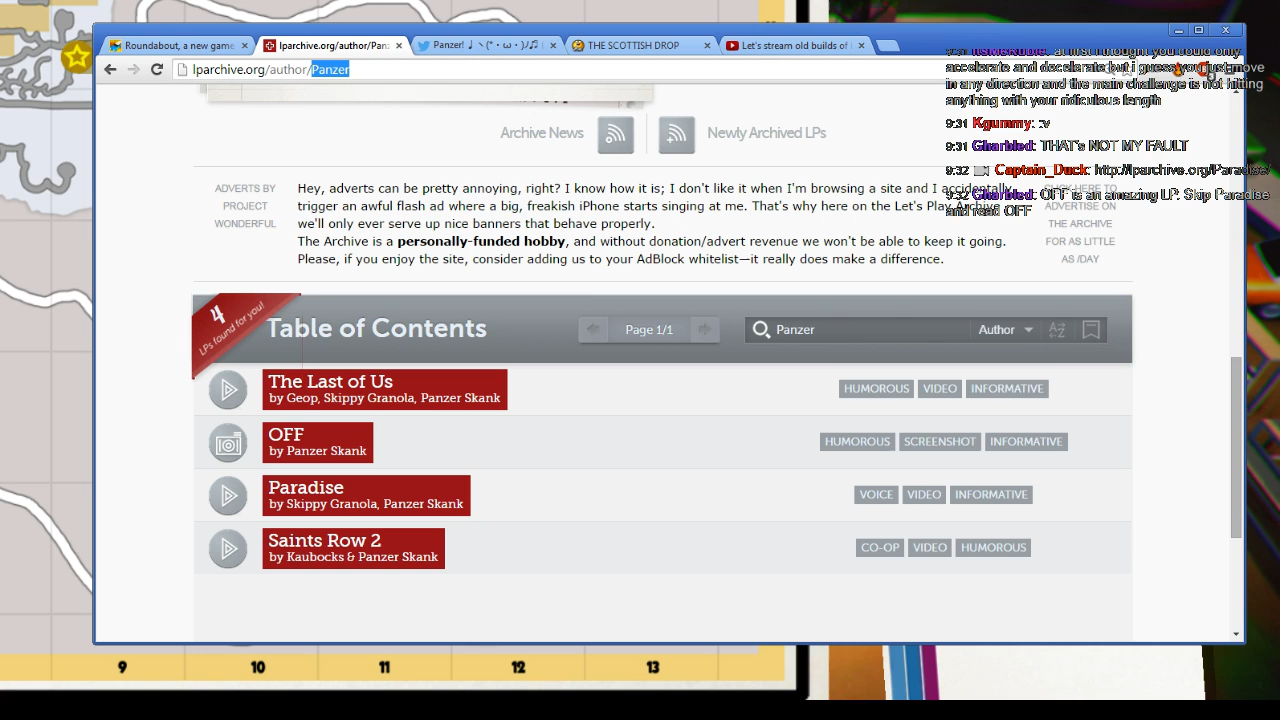 Roundabout, a new game
lparchive.org/author/Pan
Panzer! ♩ ヽ(*・ω・)ﾉ♫
THE SCOTTISH DROP
Let's stream old builds of
lparchive.org/author/Panzer
at first i thought you could only
accelerate and decelerate but i guess you just move
in any direction and the main challenge is not hitting
anything with your ridiculous length
9:31 Kgummy: :v
9:31 Gharbled: THAT's NOT MY FAULT
9:32 Captain_Duck: http://lparchive.org/Paradise/
9:32 Gharbled: OFF is an amazing LP. Skip Paradise
and read OFF
Archive News
Newly Archived LPs
ADVERTS BY
PROJECT
WONDERFUL
Hey, adverts can be pretty annoying, right? I know how it is; I don't like it when I'm browsing a site and I accidentally
trigger an awful flash ad where a big, freakish iPhone starts singing at me. That's why here on the Let's Play Archive
we'll only ever serve up nice banners that behave properly.
The Archive is a personally-funded hobby, and without donation/advert revenue we won't be able to keep it going.
Please, if you enjoy the site, consider adding us to your AdBlock whitelist—it really does make a difference.
CLICK HERE TO
ADVERTISE ON
THE ARCHIVE
FOR AS LITTLE
AS /DAY
4
LPs found for you!
Table of Contents
Page 1/1
Panzer
Author
The Last of Us
by Geop, Skippy Granola, Panzer Skank
HUMOROUS VIDEO INFORMATIVE
OFF
by Panzer Skank
HUMOROUS SCREENSHOT INFORMATIVE
Paradise
by Skippy Granola, Panzer Skank
VOICE VIDEO INFORMATIVE
Saints Row 2
by Kaubocks & Panzer Skank
CO-OP VIDEO HUMOROUS
9 10 11 12 13